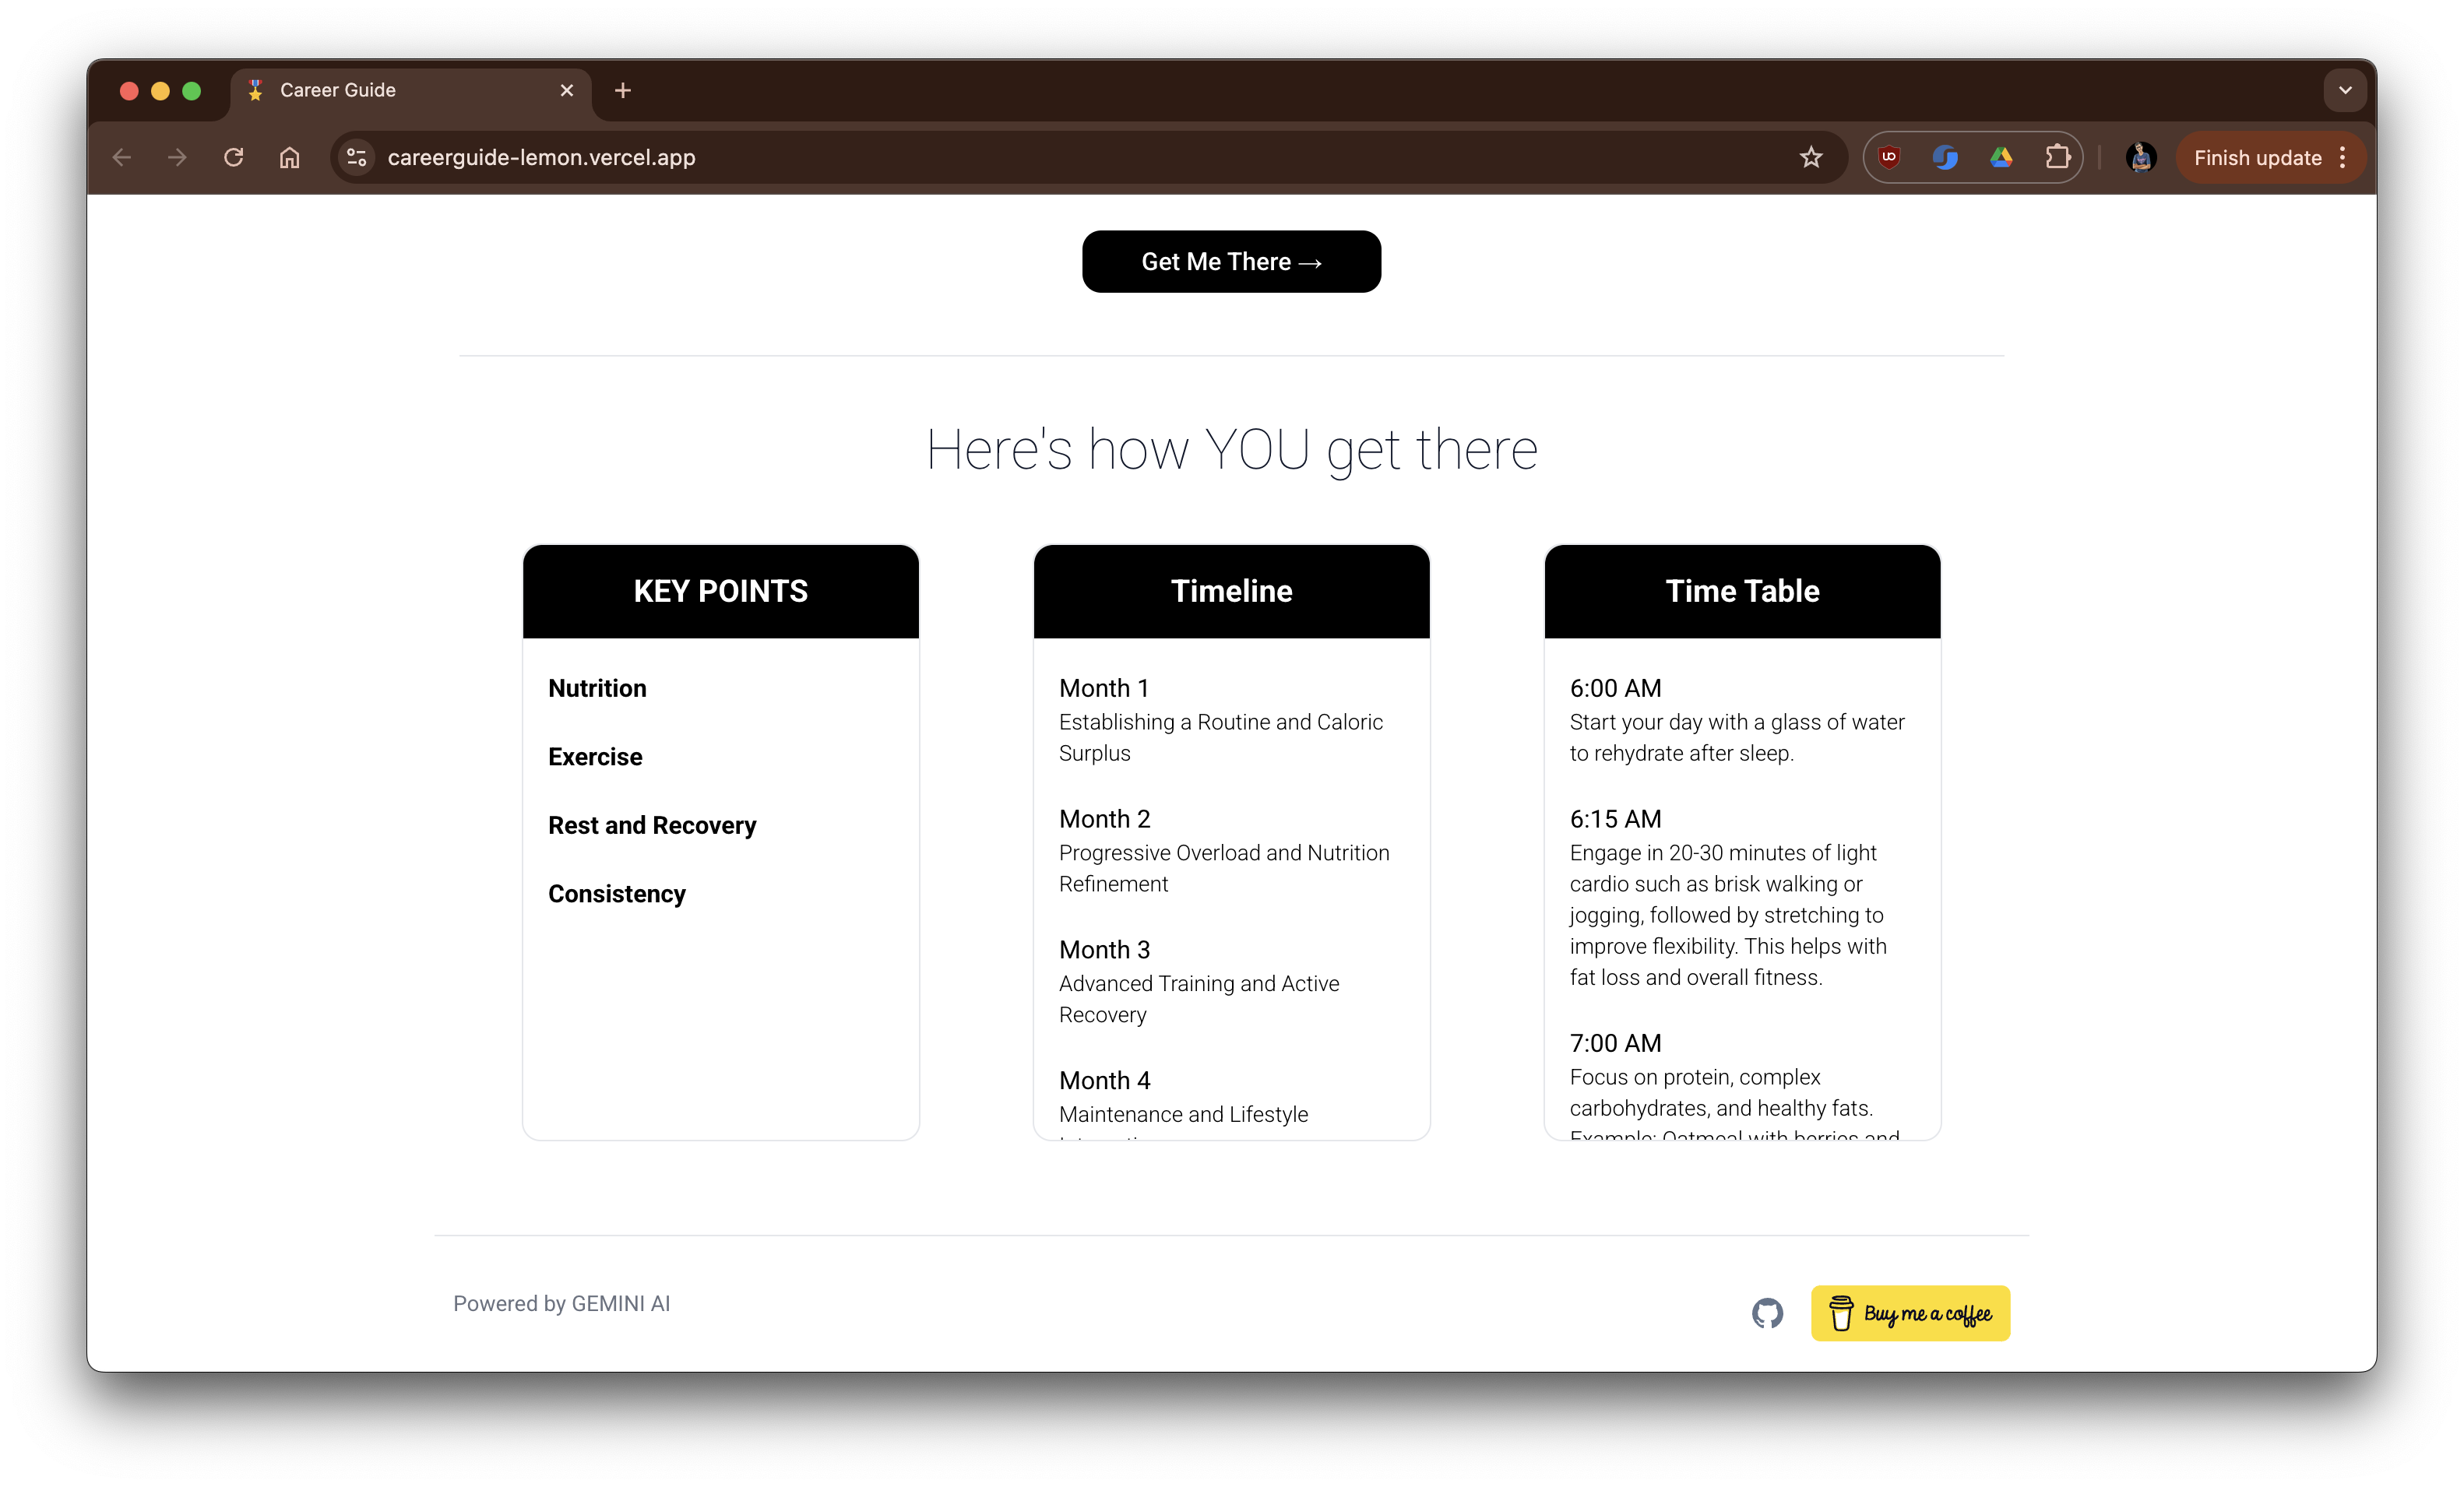 Career Guide
careerguide-lemon.vercel.app
Finish update
Get Me There →
Here's how YOU get there
KEY POINTS
Nutrition
Exercise
Rest and Recovery
Consistency
Timeline
Month 1
Establishing a Routine and Caloric
Surplus
Month 2
Progressive Overload and Nutrition
Refinement
Month 3
Advanced Training and Active
Recovery
Month 4
Maintenance and Lifestyle
Time Table
6:00 AM
Start your day with a glass of water
to rehydrate after sleep.
6:15 AM
Engage in 20-30 minutes of light
cardio such as brisk walking or
jogging, followed by stretching to
improve flexibility. This helps with
fat loss and overall fitness.
7:00 AM
Focus on protein, complex
carbohydrates, and healthy fats.
Example: Oatmeal with berries and
Powered by GEMINI AI
Buy me a coffee